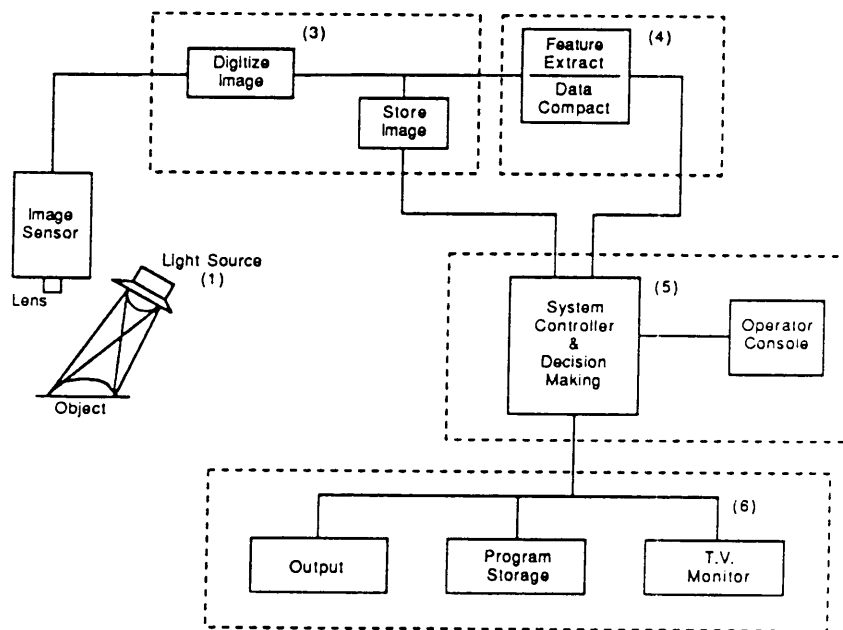 (3)
Digitize
Image
Store
Image
(4)
Feature
Extract
Data
Compact
Image
Sensor
Lens
Light Source
(1)
Object
(5)
System
Controller
&
Decision
Making
Operator
Console
(6)
Output
Program
Storage
T.V.
Monitor